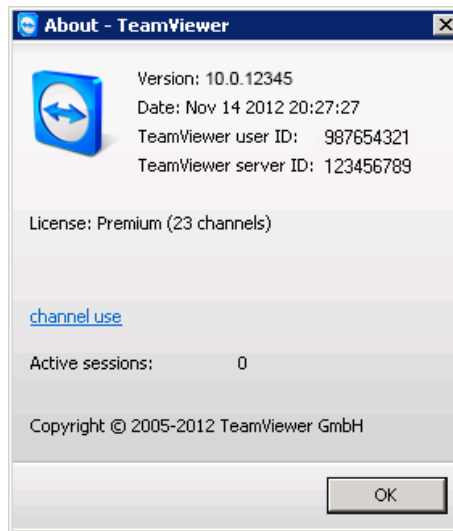 About - TeamViewer
Version: 10.0.12345
Date: Nov 14 2012 20:27:27
TeamViewer user ID: 987654321
TeamViewer server ID: 123456789
License: Premium (23 channels)
channel use
Active sessions: 0
Copyright © 2005-2012 TeamViewer GmbH
OK